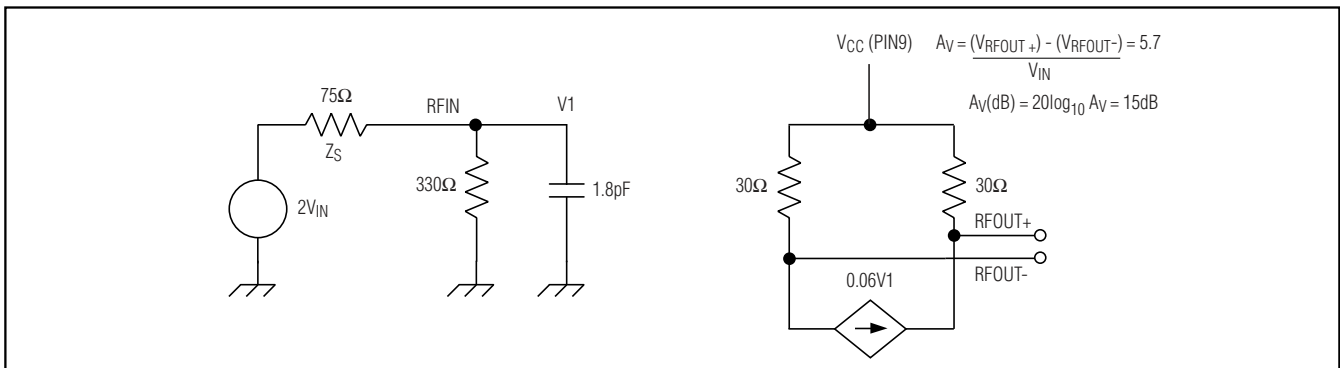 V_CC (PIN9)
A_V = (V_RFOUT +) - (V_RFOUT-) = 5.7
V_IN
A_V(dB) = 20log_10 A_V = 15dB
75Ω
Z_S
RFIN
V1
330Ω
1.8pF
2V_IN
30Ω
30Ω
RFOUT+
RFOUT-
0.06V1